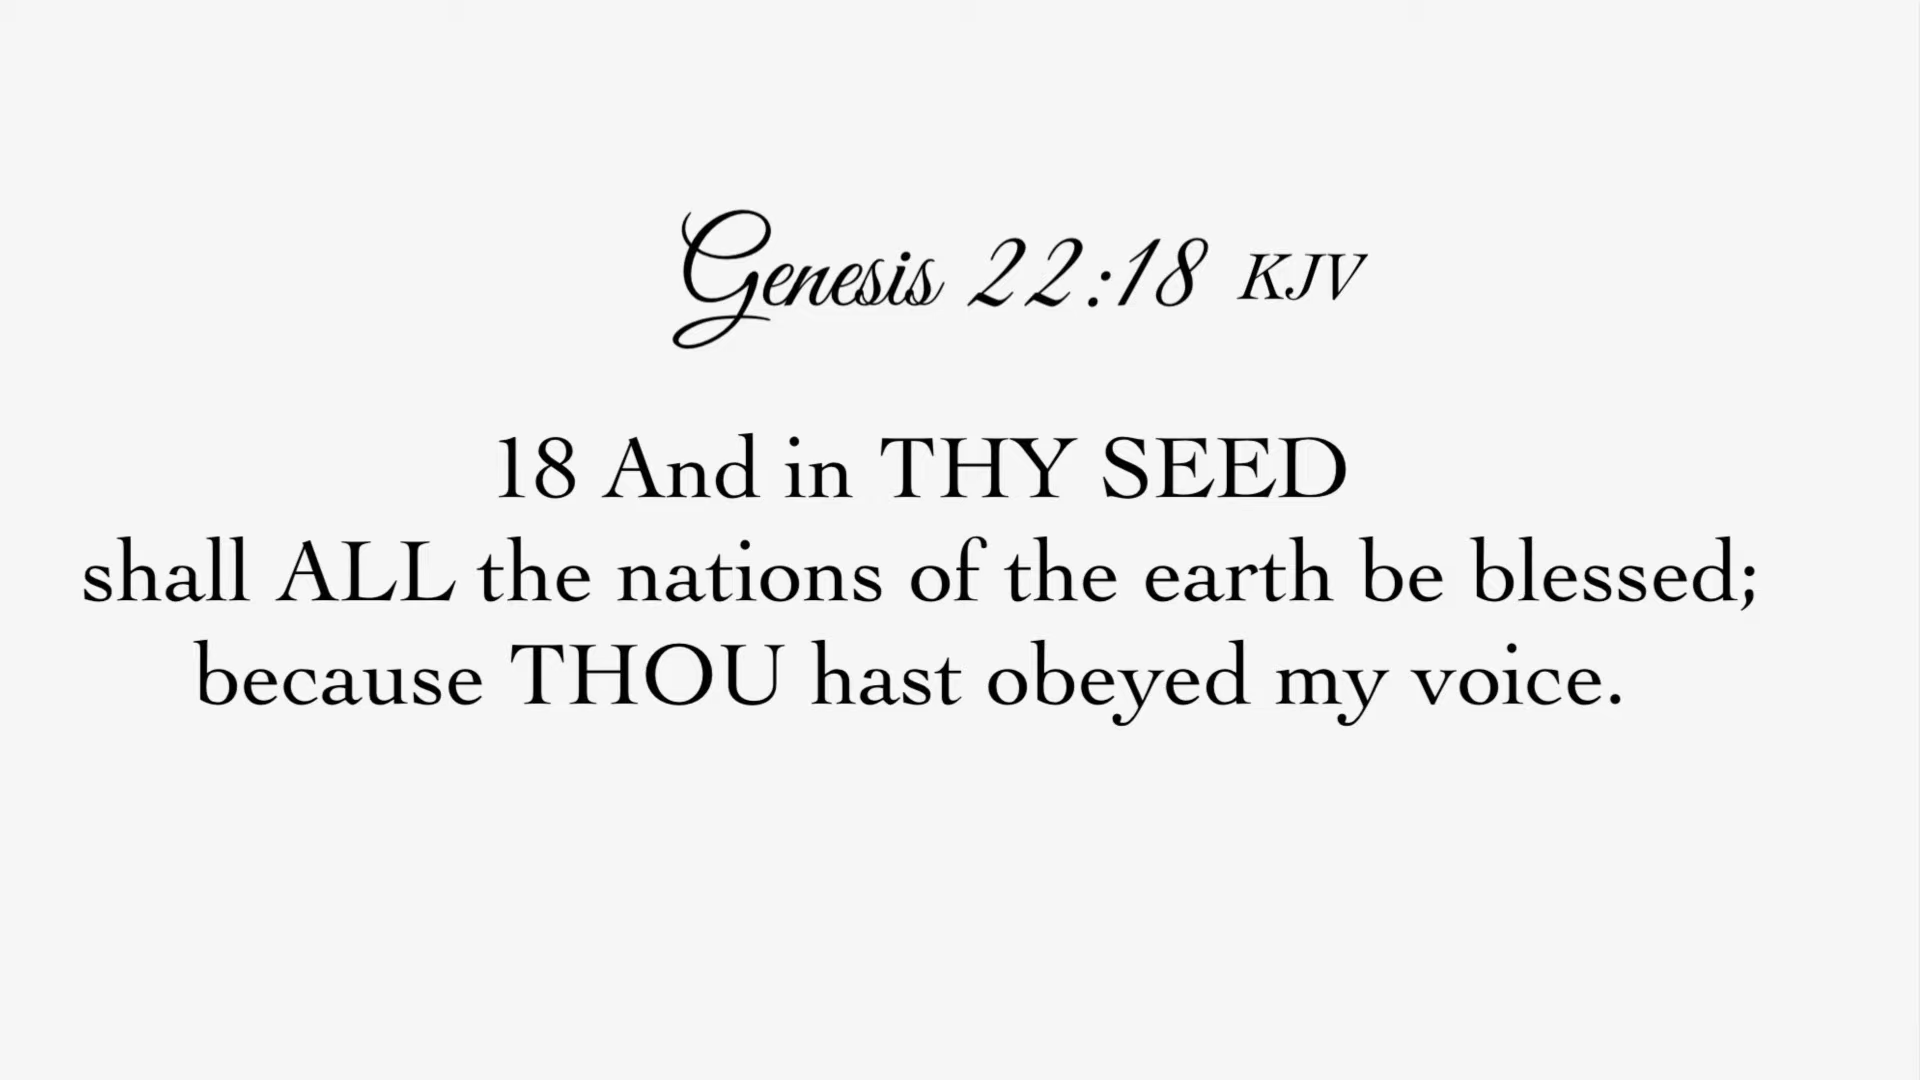 Genesis 22:18 KJV
18 And in THY SEED
shall ALL the nations of the earth be blessed;
because THOU hast obeyed my voice.